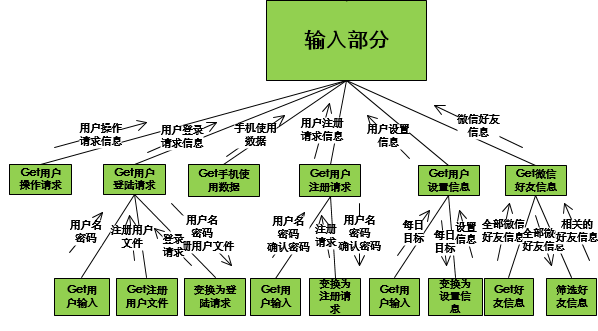 输入部分
用户操作
请求信息
用户登录
请求信息
手机使用
数据
用户注册
请求信息
用户设置
信息
微信好友
信息
Get用户
操作请求
Get用户
登陆请求
Get手机使
用数据
Get用户
注册请求
Get用户
设置信息
Get微信
好友信息
用户名
密码
注册用户
文件
登录
请求
用户名
密码
注册用户文件
用户名
密码
确认密码
注册
请求
用户名
密码
确认密码
每日
目标
每日
目标
设置
信息
全部微信
好友信息
全部微信
好友信息
相关的
好友信息
Get用
户输入
Get注册
用户文件
变换为登
陆请求
Get用
户输入
变换为
注册请
求
Get用
户输入
变换为
设置信
息
Get好
友信息
筛选好
友信息